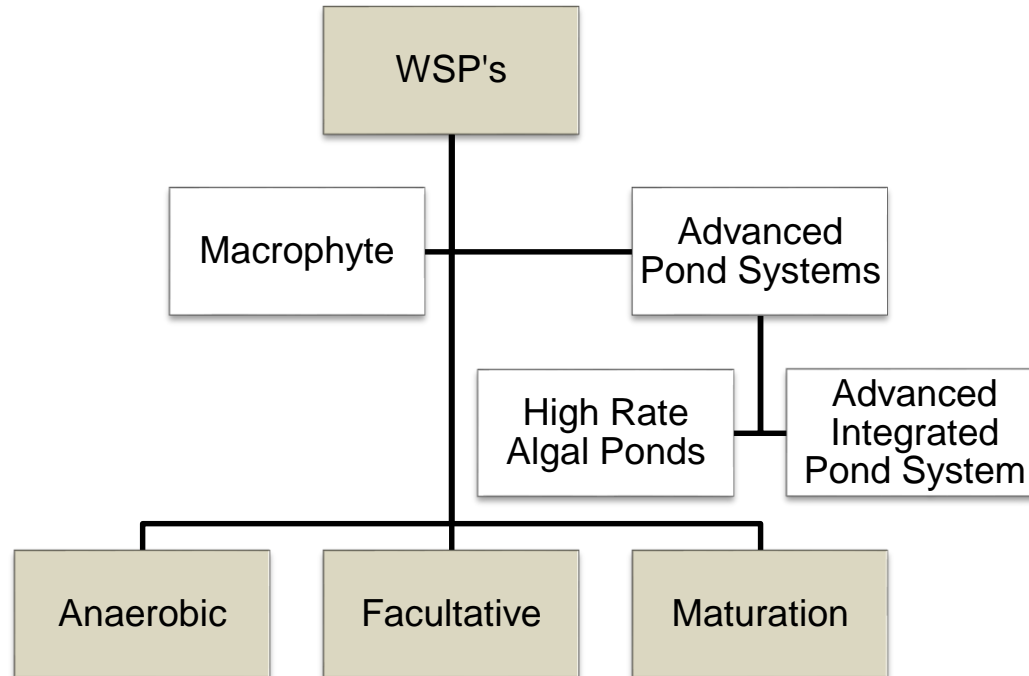 WSP's
Macrophyte
Advanced
Pond Systems
High Rate
Algal Ponds
Advanced
Integrated
Pond System
Anaerobic
Facultative
Maturation